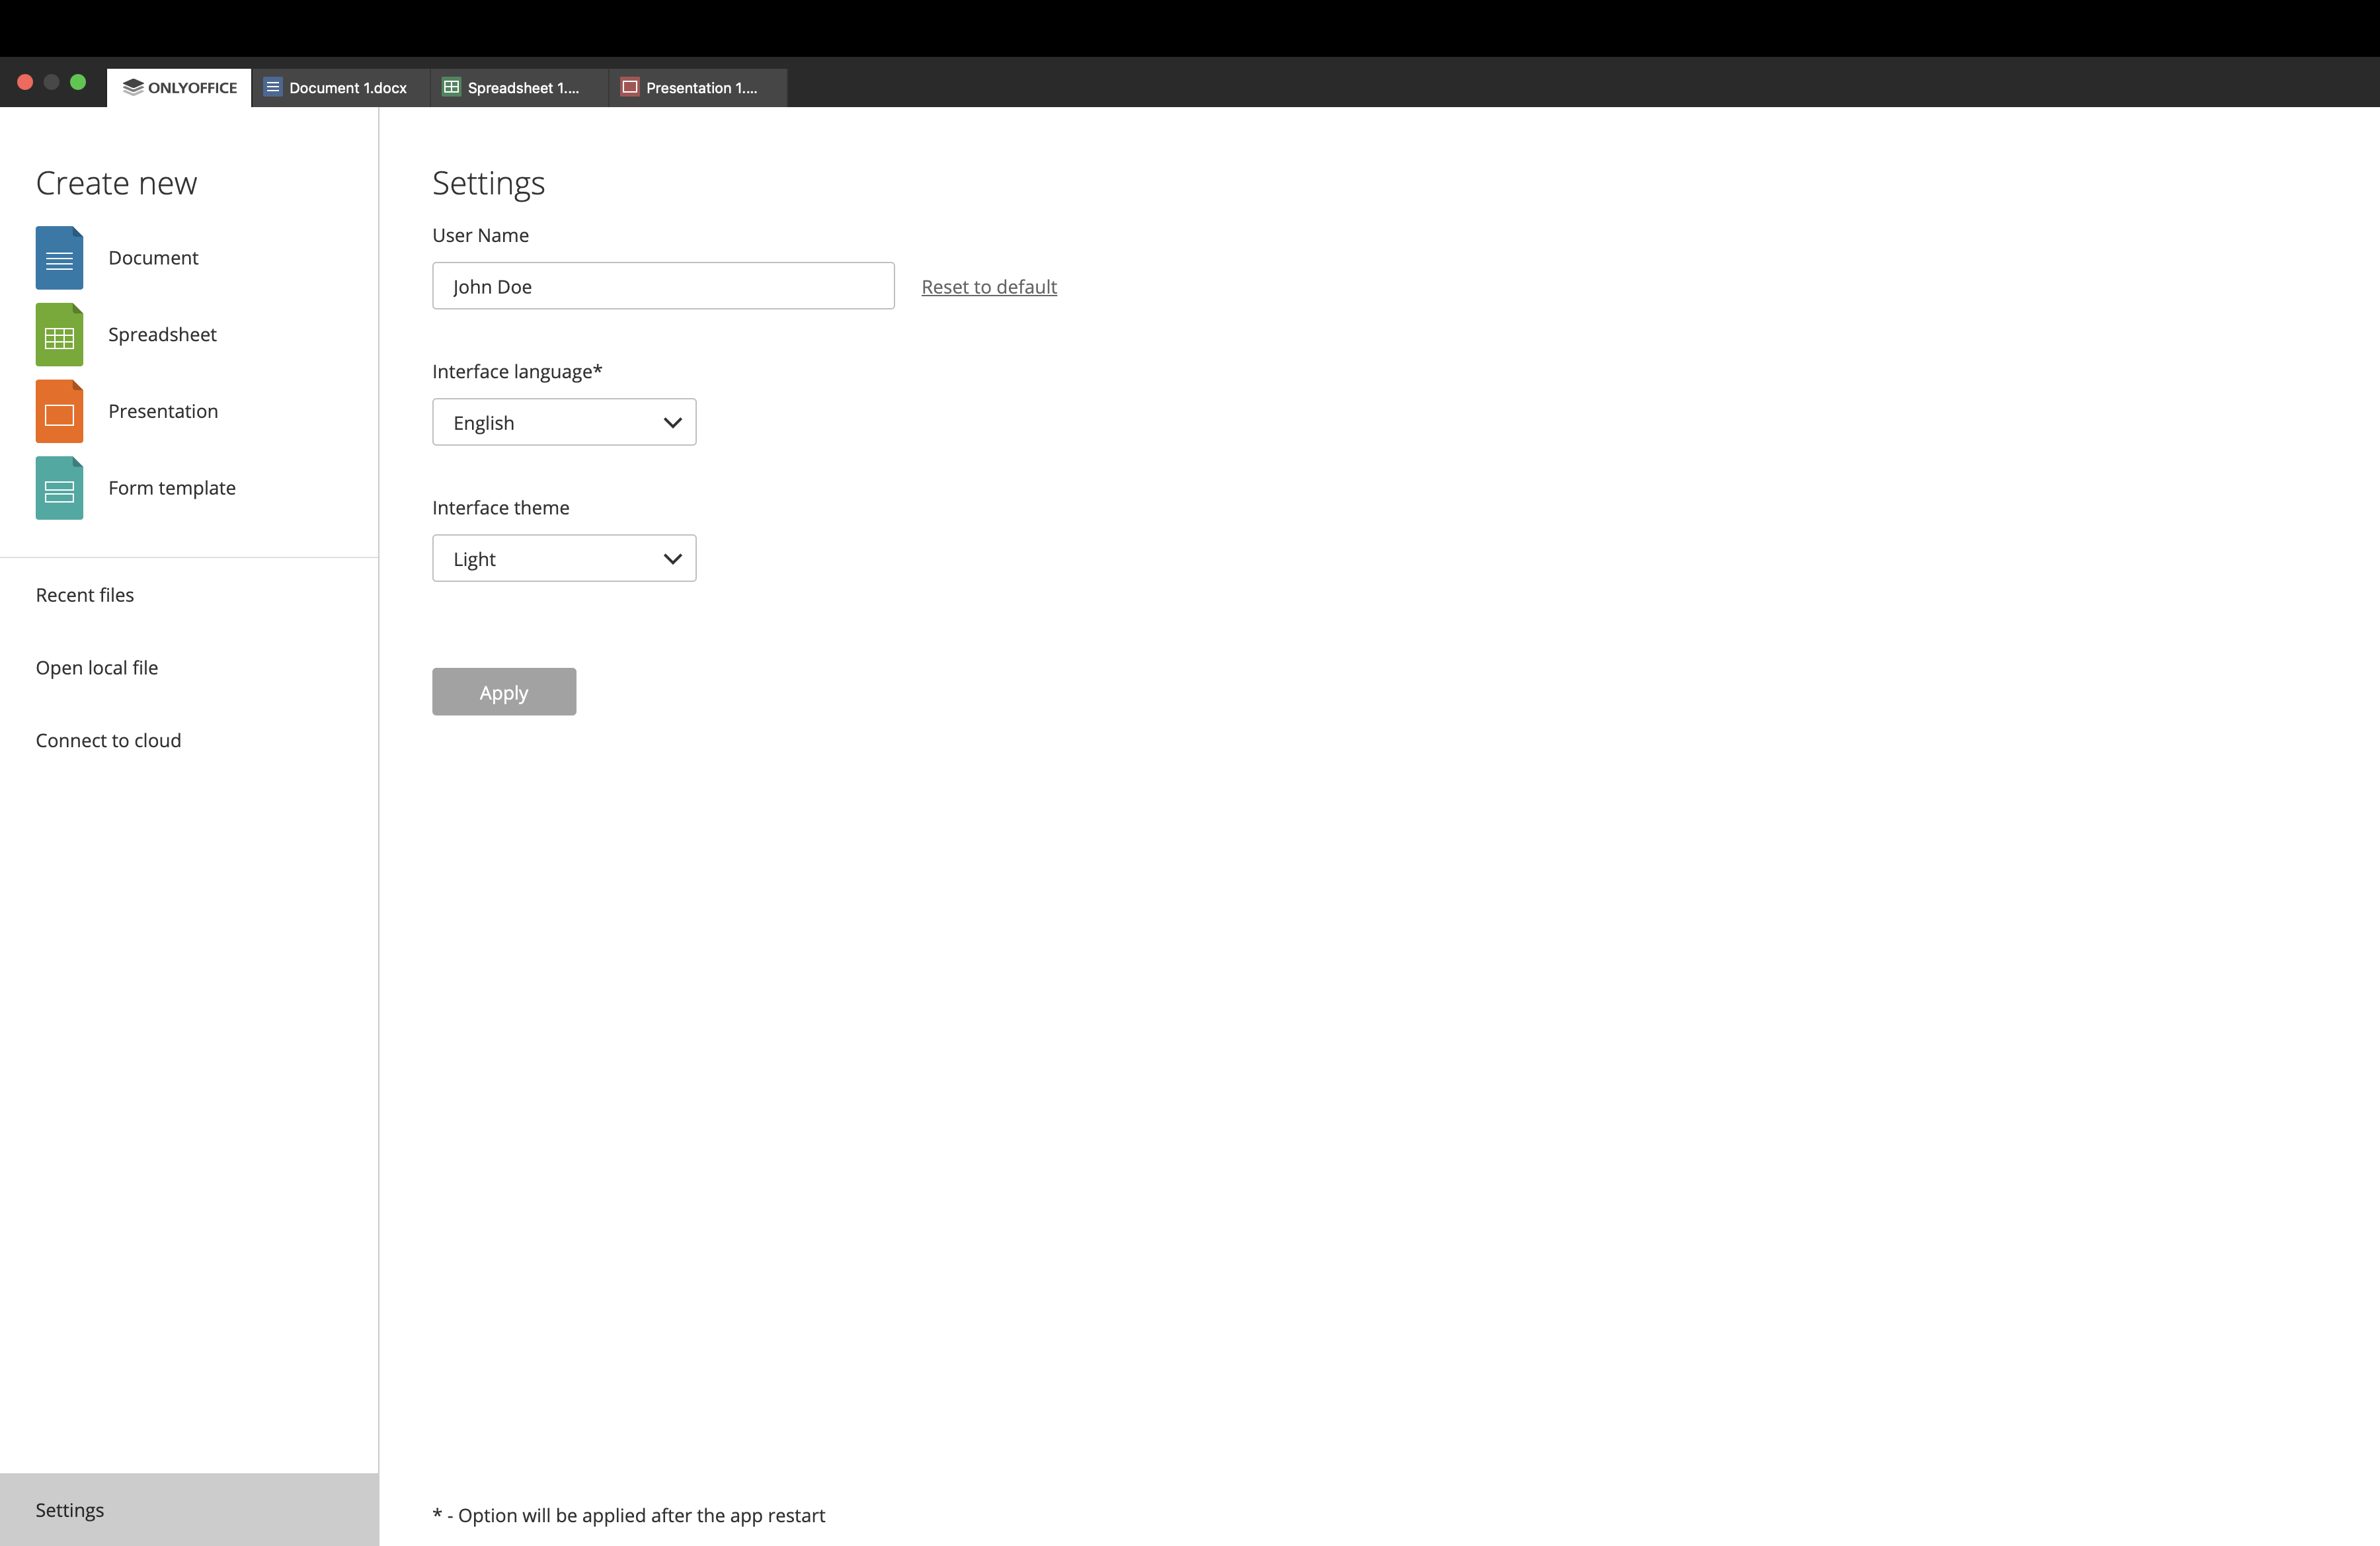 ONLYOFFICE
Document 1.docx
Spreadsheet 1....
Presentation 1....
Create new
Document
Spreadsheet
Presentation
Form template
Recent files
Open local file
Connect to cloud
Settings
Settings
User Name
John Doe
Reset to default
Interface language*
English
Interface theme
Light
Apply
* - Option will be applied after the app restart